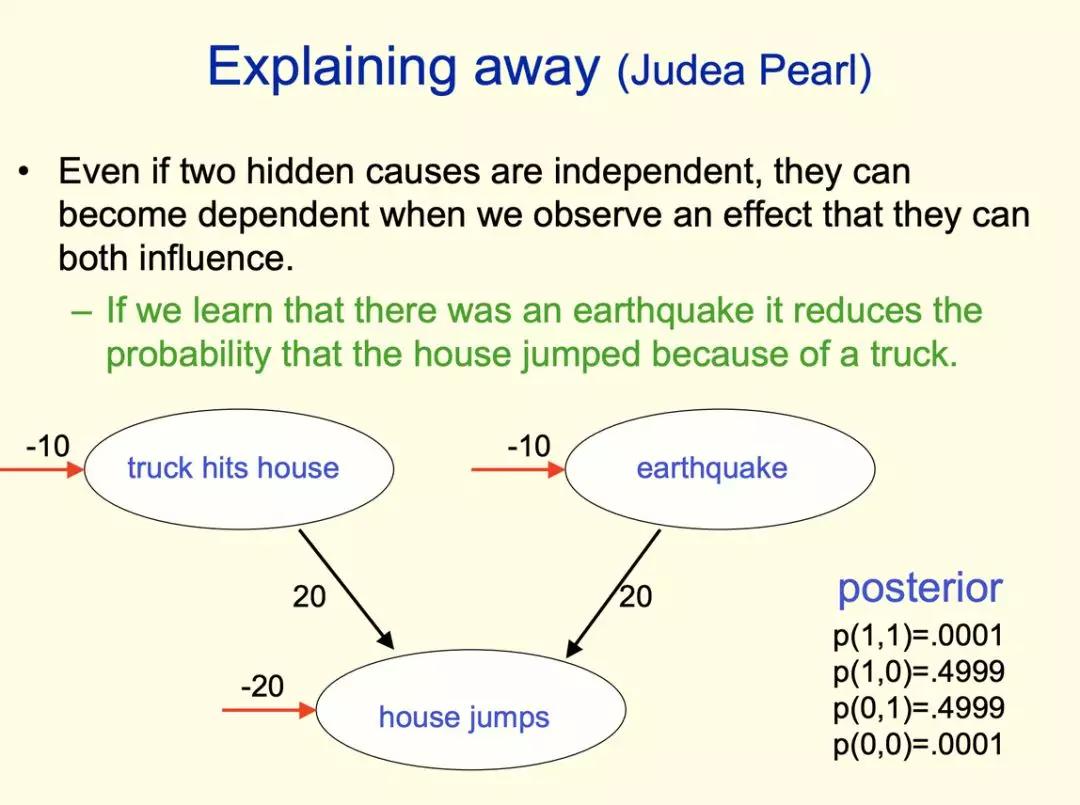 Explaining away (Judea Pearl)
• Even if two hidden causes are independent, they can
become dependent when we observe an effect that they can
both influence.
– If we learn that there was an earthquake it reduces the
probability that the house jumped because of a truck.
-10
truck hits house
-10
earthquake
20
20
-20
house jumps
posterior
p(1,1)=.0001
p(1,0)=.4999
p(0,1)=.4999
p(0,0)=.0001